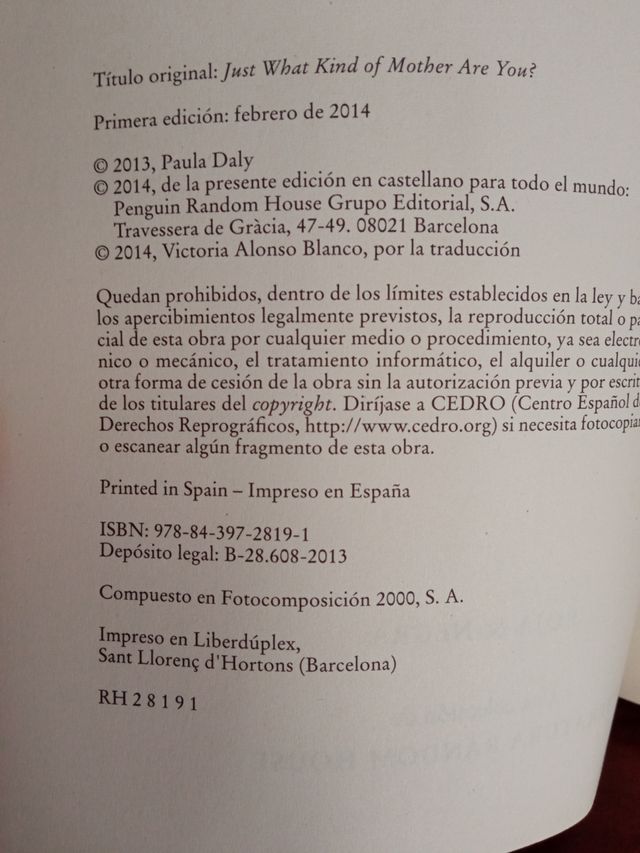 Título original: Just What Kind of Mother Are You?
Primera edición: febrero de 2014
© 2013, Paula Daly
© 2014, de la presente edición en castellano para todo el mundo:
Penguin Random House Grupo Editorial, S.A.
Travessera de Gràcia, 47-49. 08021 Barcelona
© 2014, Victoria Alonso Blanco, por la traducción
Quedan prohibidos, dentro de los límites establecidos en la ley y ba
los apercibimientos legalmente previstos, la reproducción total o pa
cial de esta obra por cualquier medio o procedimiento, ya sea electr
nico o mecánico, el tratamiento informático, el alquiler o cualqui
otra forma de cesión de la obra sin la autorización previa y por escrit
de los titulares del copyright. Diríjase a CEDRO (Centro Español d
Derechos Reprográficos, http://www.cedro.org) si necesita fotocopia
o escanear algún fragmento de esta obra.
Printed in Spain – Impreso en España
ISBN: 978-84-397-2819-1
Depósito legal: B-28.608-2013
Compuesto en Fotocomposición 2000, S. A.
Impreso en Liberdúplex,
Sant Llorenç d'Hortons (Barcelona)
RH 2 8 1 9 1